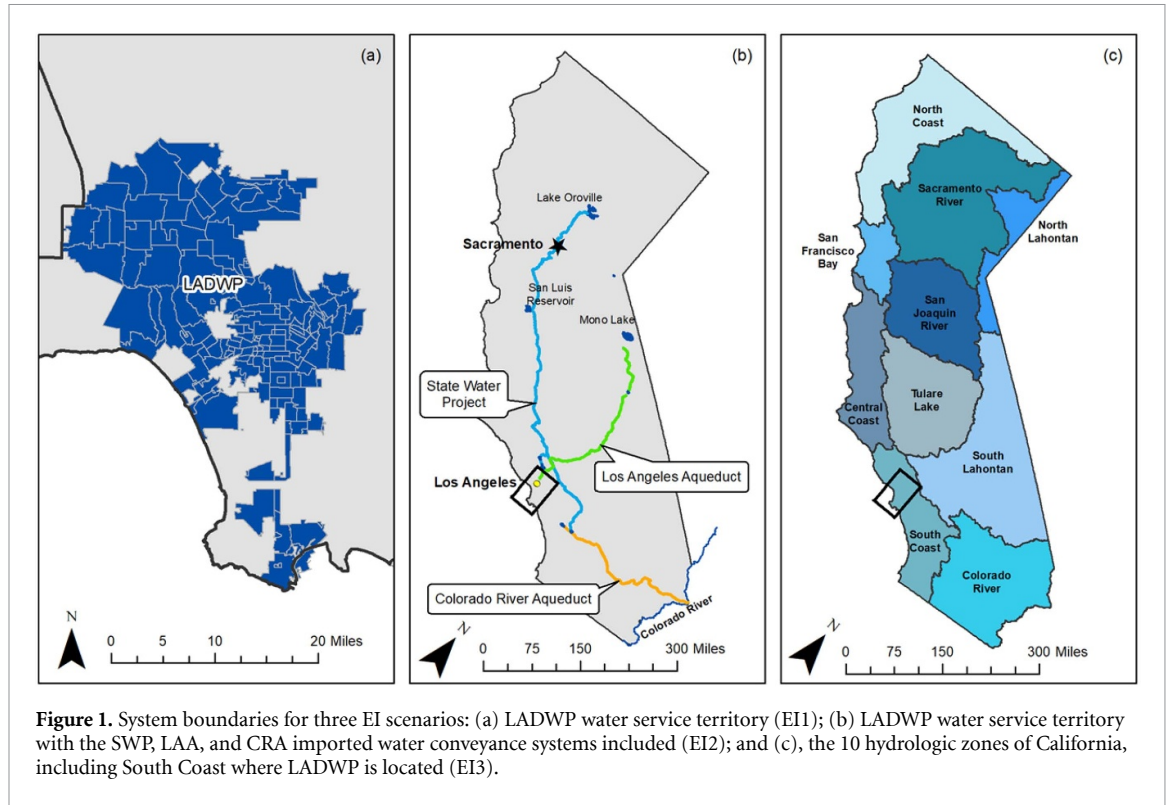 (a)
LADWP
N
0 5 10 20 Miles
(b)
Lake Oroville
Sacramento
San Luis
Reservoir
Mono Lake
State Water
Project
Los Angeles Aqueduct
Los Angeles
Colorado River Aqueduct
Colorado River
N
0 75 150 300 Miles
(c)
North
Coast
Sacramento
River
North
Lahontan
San
Francisco
Bay
San
Joaquin
River
Tulare
Lake
Central
Coast
South
Lahontan
South
Coast
Colorado
River
N
0 75 150 300 Miles
Figure 1. System boundaries for three EI scenarios: (a) LADWP water service territory (EI1); (b) LADWP water service territory
with the SWP, LAA, and CRA imported water conveyance systems included (EI2); and (c), the 10 hydrologic zones of California,
including South Coast where LADWP is located (EI3).